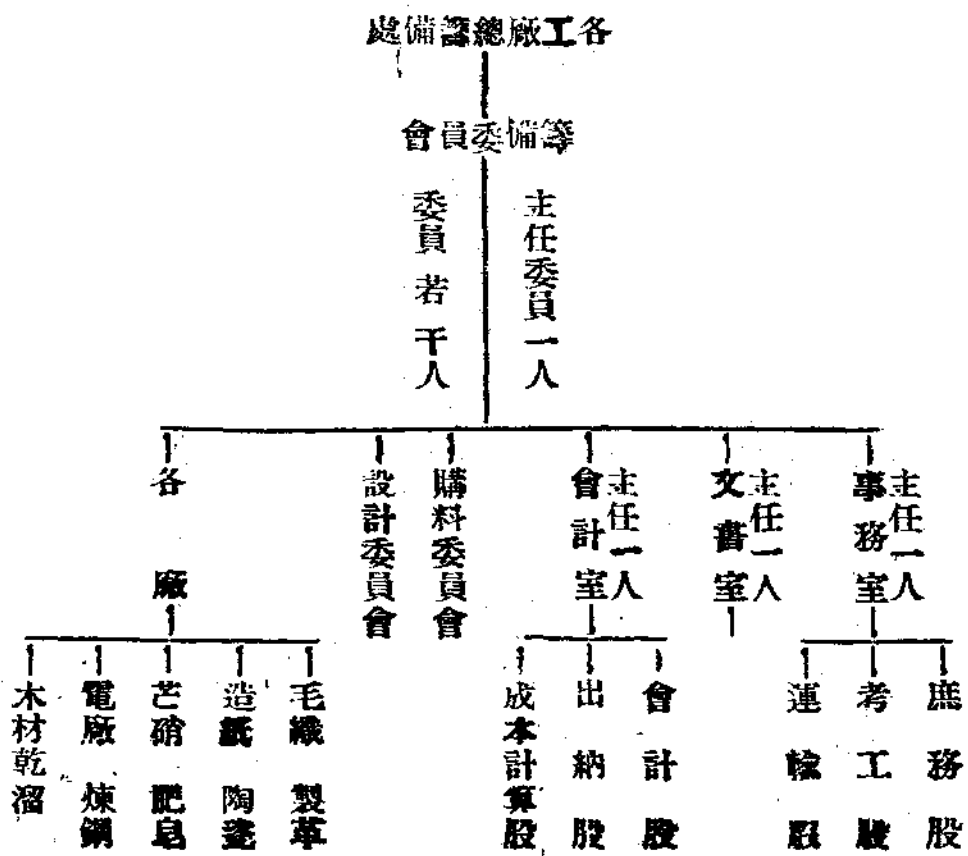 各工廠總籌備處
籌備委員會
主任委員一人
委員若干人
主任一人
事務室
主任一人
文書室
主任一人
會計室
購料委員會
設計委員會
各廠
庶務股
考工股
運輸股
會計股
出納股
成本計算股
毛織 製革
造紙 陶瓷
芒硝 肥皂
電廠 煉鋼
木材乾溜